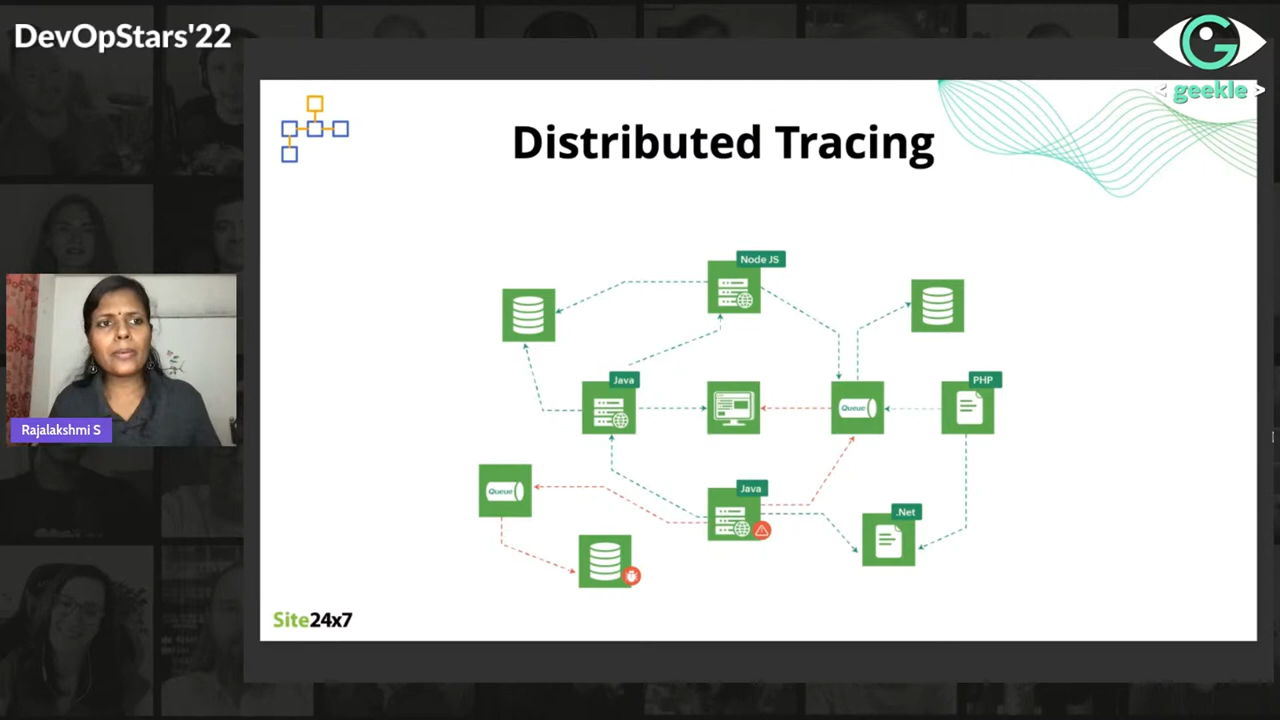 DevOpStars'22
G
< geekle >
Distributed Tracing
Node JS
Java
PHP
Queue
Java
Queue
.Net
Rajalakshmi S
Site24x7